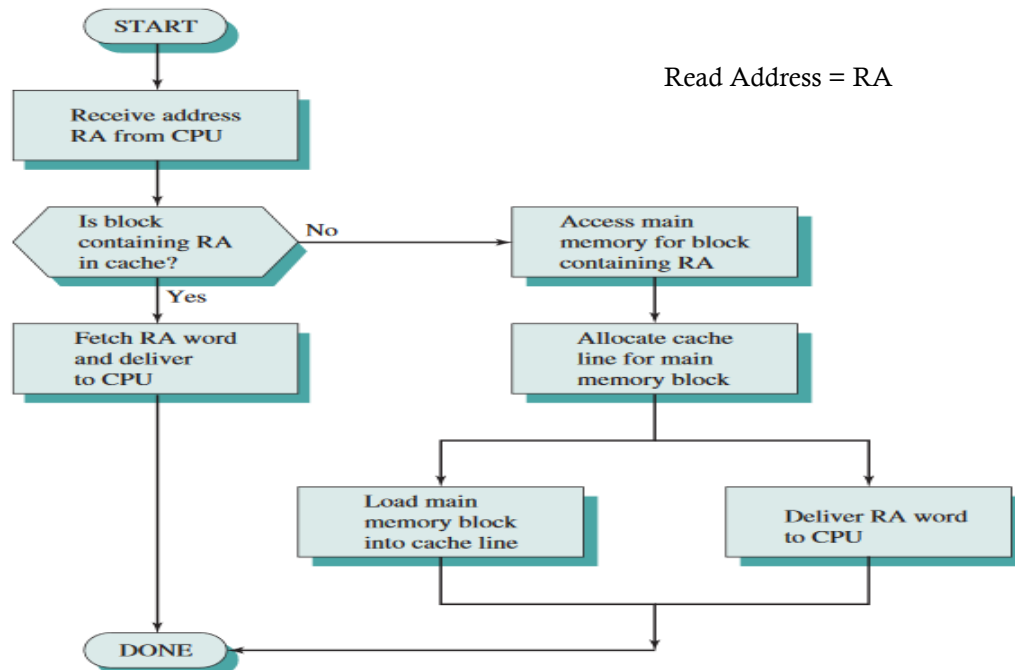 START
Read Address = RA
Receive address
RA from CPU
Is block
containing RA
in cache?
No
Access main
memory for block
containing RA
Yes
Fetch RA word
and deliver
to CPU
Allocate cache
line for main
memory block
Load main
memory block
into cache line
Deliver RA word
to CPU
DONE